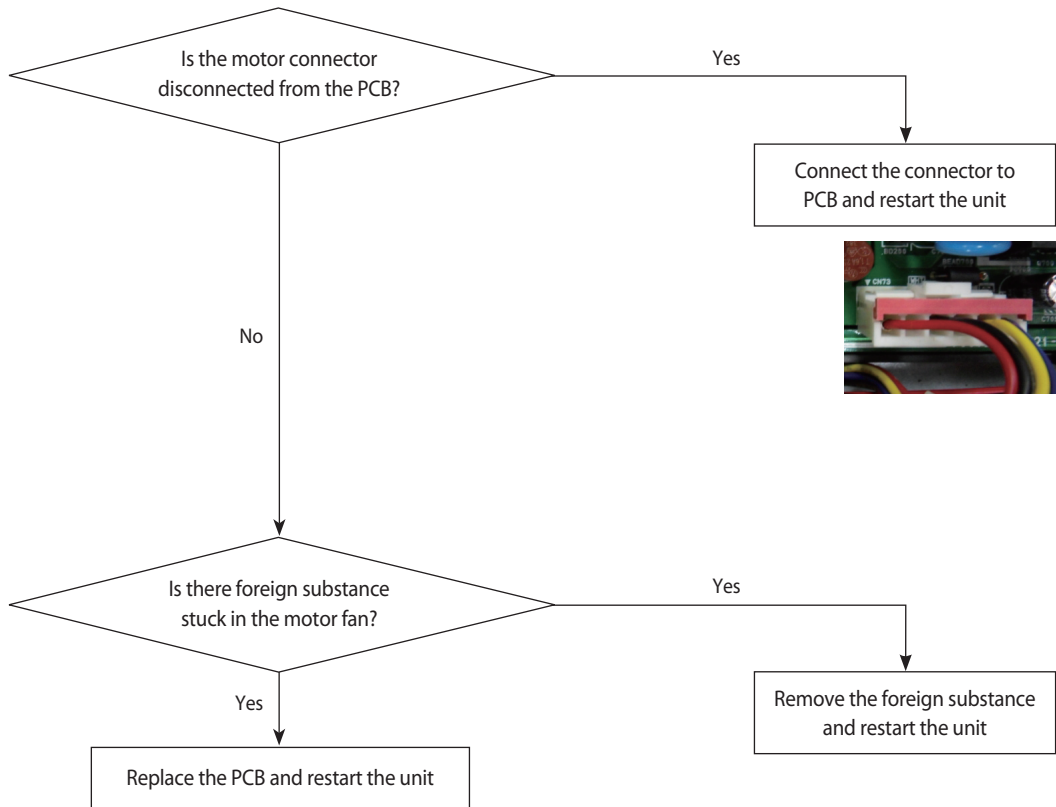 Is the motor connector
disconnected from the PCB?
Yes
Connect the connector to
PCB and restart the unit
CN73
No
Is there foreign substance
stuck in the motor fan?
Yes
Yes
Remove the foreign substance
and restart the unit
Replace the PCB and restart the unit